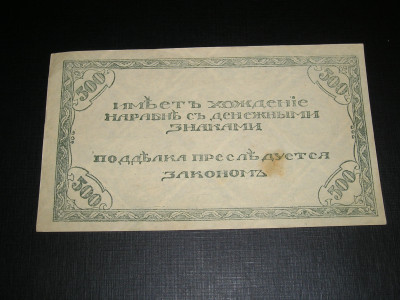 500 500
ИМѢЕТЪ ХОЖДЕНІЕ
НАРАВНѢ СЪ ДЕНЕЖНЫМИ
ЗНАКАМИ
ПОДДѢЛКА ПРЕСЛѢДУЕТСЯ
ЗАКОНОМЪ
500 500